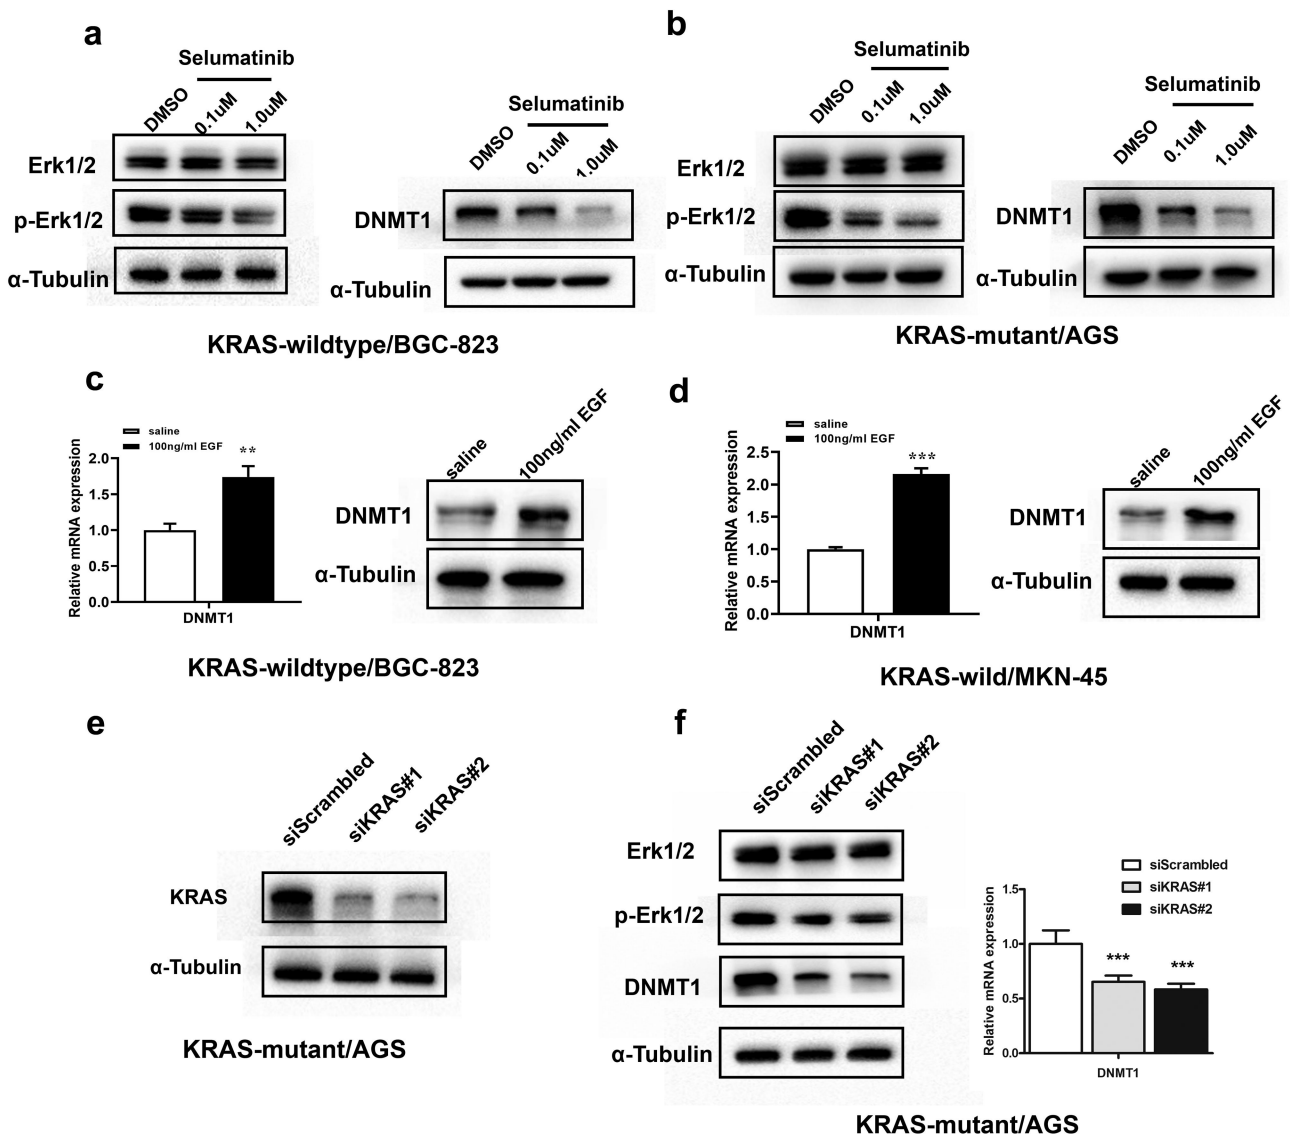 a
Selumatinib
DMSO
0.1uM
1.0uM
Erk1/2
p-Erk1/2
α-Tubulin
Selumatinib
DMSO
0.1uM
1.0uM
DNMT1
α-Tubulin
KRAS-wildtype/BGC-823
b
Selumatinib
DMSO
0.1uM
1.0uM
Erk1/2
p-Erk1/2
α-Tubulin
Selumatinib
DMSO
0.1uM
1.0uM
DNMT1
α-Tubulin
KRAS-mutant/AGS
c
saline
100ng/ml EGF
Relative mRNA expression
2.0
1.5
1.0
0.5
0.0
**
DNMT1
saline
100ng/ml EGF
DNMT1
α-Tubulin
KRAS-wildtype/BGC-823
d
saline
100ng/ml EGF
Relative mRNA expression
2.5
2.0
1.5
1.0
0.5
0.0
***
DNMT1
saline
100ng/ml EGF
DNMT1
α-Tubulin
KRAS-wild/MKN-45
e
siScrambled
siKRAS#1
siKRAS#2
KRAS
α-Tubulin
KRAS-mutant/AGS
f
siScrambled
siKRAS#1
siKRAS#2
Erk1/2
p-Erk1/2
DNMT1
α-Tubulin
siScrambled
siKRAS#1
siKRAS#2
Relative mRNA expression
1.5
1.0
0.5
0.0
***
***
DNMT1
KRAS-mutant/AGS